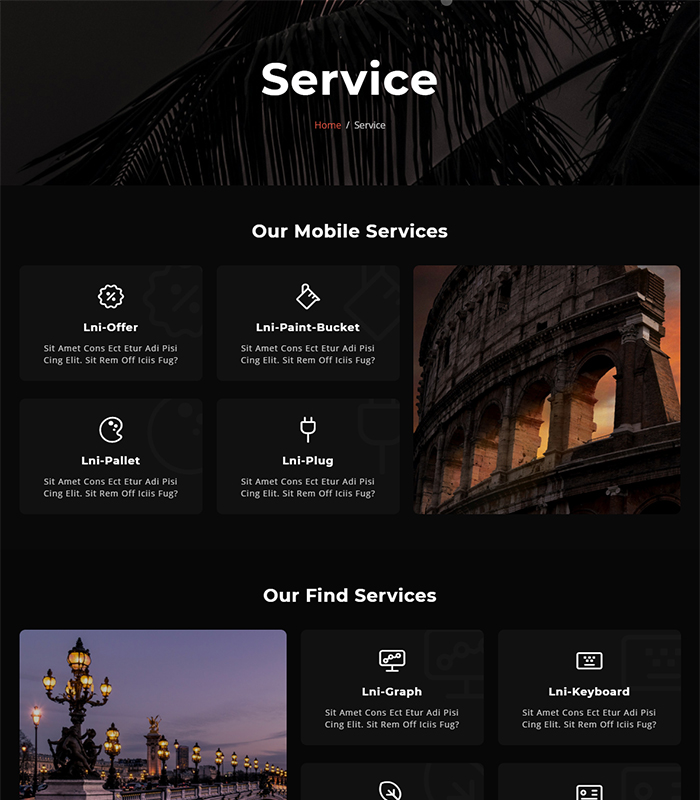 Service
Home / Service
Our Mobile Services
Lni-Offer
Sit Amet Cons Ect Etur Adi Pisi
Cing Elit. Sit Rem Off Iciis Fug?
Lni-Paint-Bucket
Sit Amet Cons Ect Etur Adi Pisi
Cing Elit. Sit Rem Off Iciis Fug?
Lni-Pallet
Sit Amet Cons Ect Etur Adi Pisi
Cing Elit. Sit Rem Off Iciis Fug?
Lni-Plug
Sit Amet Cons Ect Etur Adi Pisi
Cing Elit. Sit Rem Off Iciis Fug?
Our Find Services
Lni-Graph
Sit Amet Cons Ect Etur Adi Pisi
Cing Elit. Sit Rem Off Iciis Fug?
Lni-Keyboard
Sit Amet Cons Ect Etur Adi Pisi
Cing Elit. Sit Rem Off Iciis Fug?